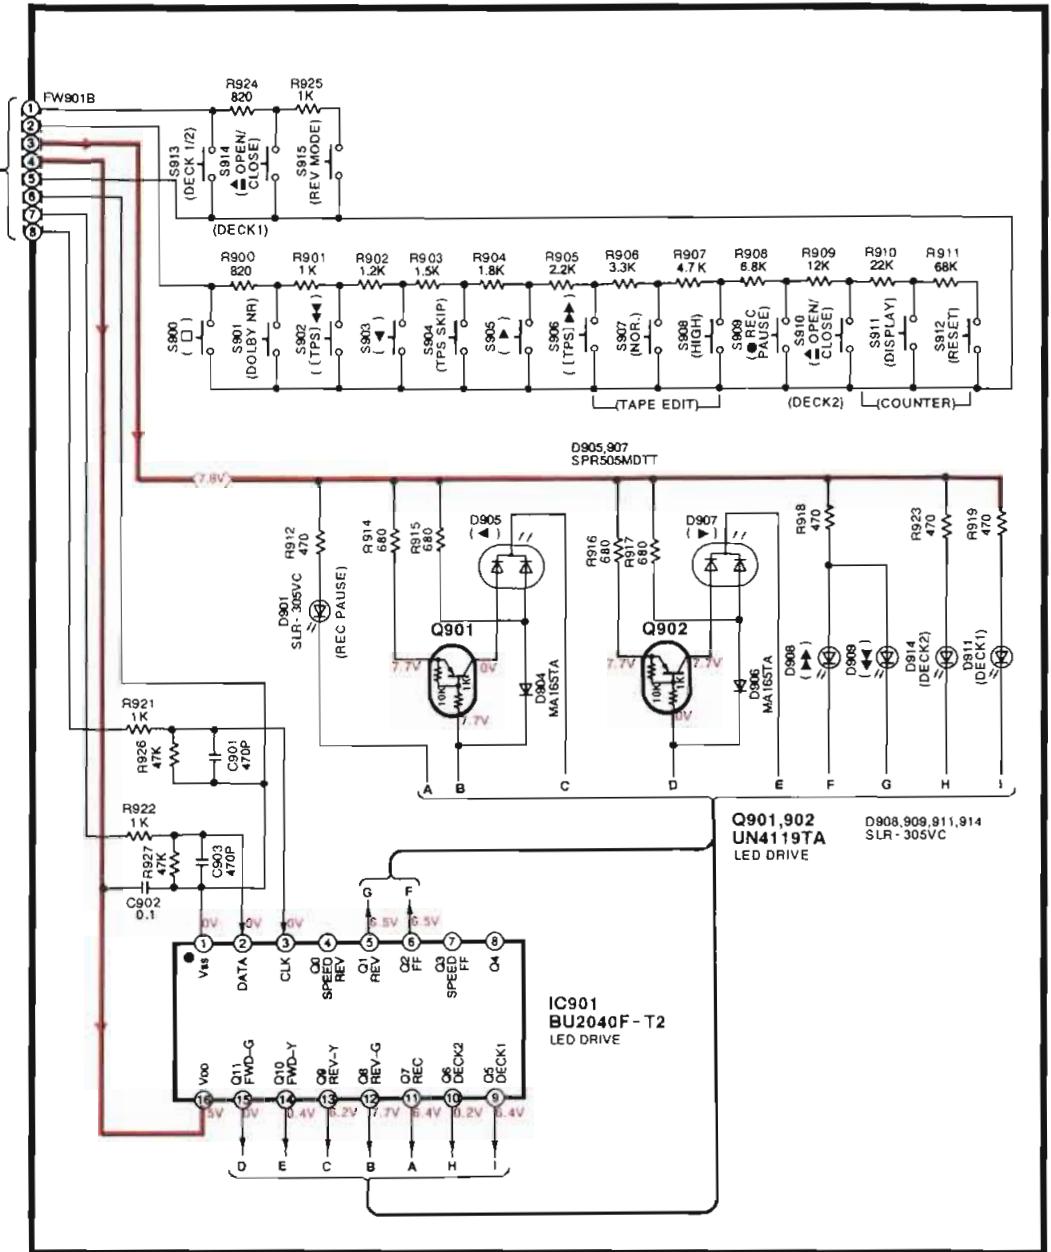 FW901B
1
2
3
4
5
6
7
8
R924
820
R925
1K
S913
(DECK 1/2)
S914
(▲ OPEN/
CLOSE)
S915
(REV MODE)
(DECK1)
R900
820
R901
1K
R902
1.2K
R903
1.5K
R904
1.8K
R905
2.2K
R906
3.3K
R907
4.7K
R908
6.8K
R909
12K
R910
22K
R911
68K
S900
(□)
S901
(DOLBY NR)
S902
([TPS] ◀◀)
S903
(◀)
S904
(TPS SKIP)
S905
(▶)
S906
([TPS] ▶▶)
S907
(NOR.)
S908
(HIGH)
S909
(● REC
PAUSE)
S910
(▲ OPEN/
CLOSE)
S911
(DISPLAY)
S912
(RESET)
(TAPE EDIT)
(DECK2)
(COUNTER)
D905,907
SPR505MDTT
7.8V
R912
470
R914
680
R915
680
D905
(◀)
R916
680
R917
680
D907
(▶)
R918
470
R923
470
R919
470
D901
SLR-305VC
(REC PAUSE)
Q901
7.7V
0V
10K
1K
7.7V
D904
MA165TA
Q902
7.7V
7.7V
10K
1K
0V
D906
MA165TA
D908
(▶▶)
D909
(◀◀)
D914
(DECK2)
D911
(DECK1)
A B C D E F G H I
Q901,902
UN4119TA
LED DRIVE
D908,909,911,914
SLR-305VC
R921
1K
R926
47K
C901
470P
R922
1K
R927
47K
C903
470P
C902
0.1
G F
0V 0V 0V 6.5V 6.5V
1 2 3 4 5 6 7 8
VSS
DATA
CLK
Q0
SPEED
REV
Q1
REV
Q2
FF
Q3
SPEED
FF
Q4
IC901
BU2040F-T2
LED DRIVE
VDD
Q11
FWD-G
Q10
FWD-Y
Q9
REV-Y
Q8
REV-G
Q7
REC
Q6
DECK2
Q5
DECK1
16 15 14 13 12 11 10 9
5V 0V 0.4V 6.2V 7.7V 6.4V 0.2V 6.4V
D E C B A H I